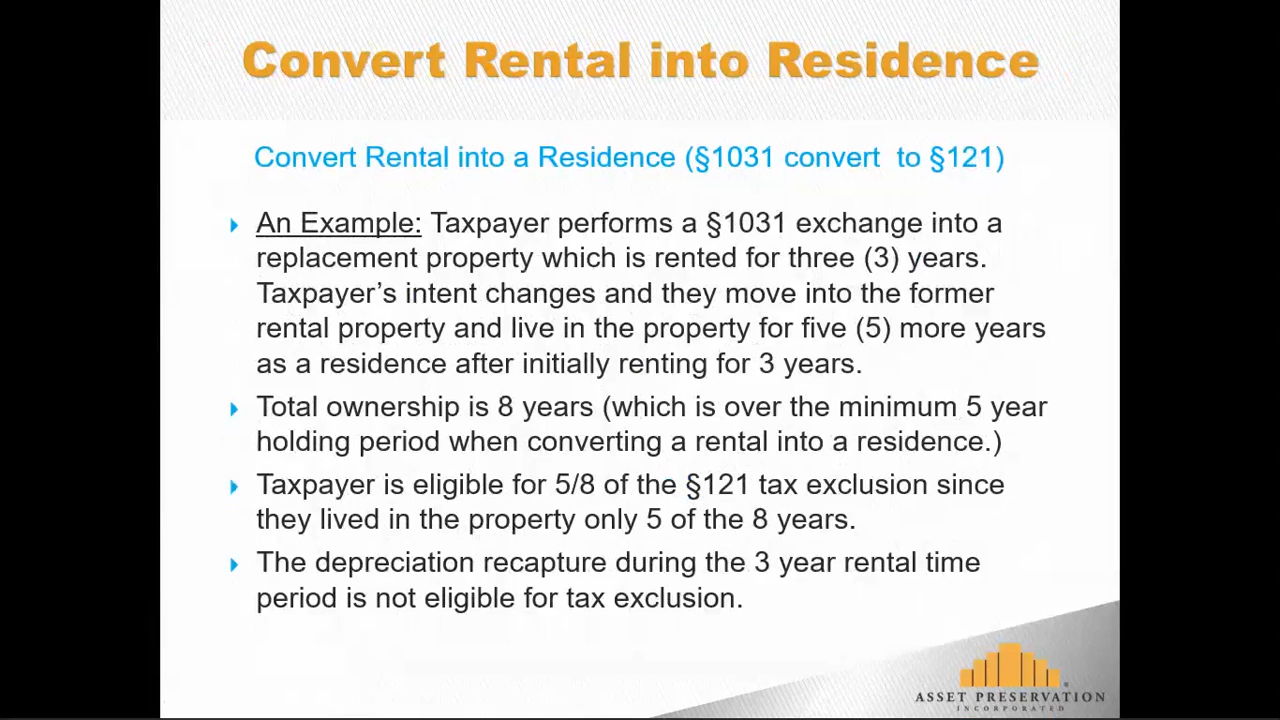 Convert Rental into Residence
Convert Rental into a Residence (§1031 convert  to §121)
An Example: Taxpayer performs a §1031 exchange into a
replacement property which is rented for three (3) years.
Taxpayer’s intent changes and they move into the former
rental property and live in the property for five (5) more years
as a residence after initially renting for 3 years.
Total ownership is 8 years (which is over the minimum 5 year
holding period when converting a rental into a residence.)
Taxpayer is eligible for 5/8 of the §121 tax exclusion since
they lived in the property only 5 of the 8 years.
The depreciation recapture during the 3 year rental time
period is not eligible for tax exclusion.
ASSET PRESERVATION
INCORPORATED